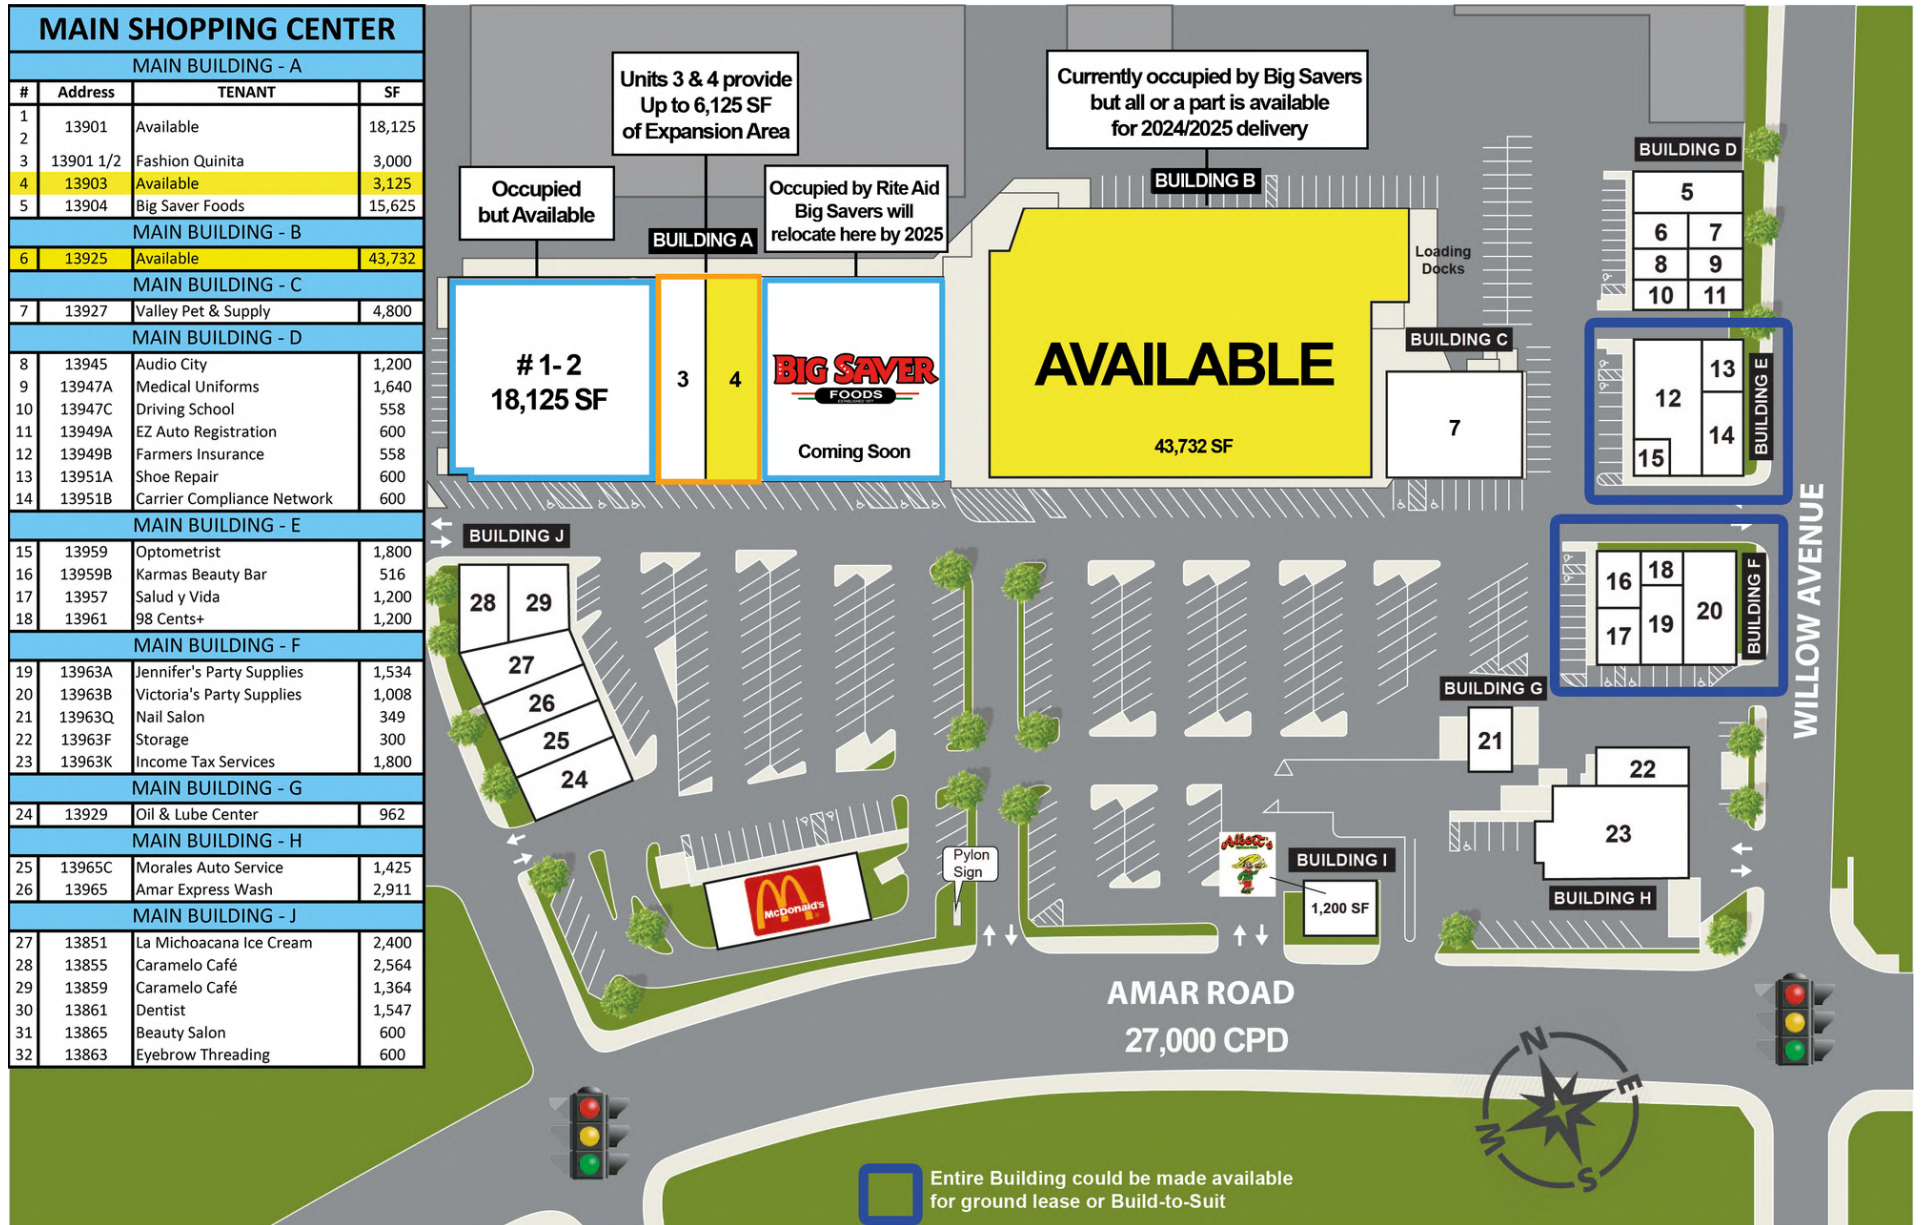 MAIN SHOPPING CENTER
MAIN BUILDING - A
# Address TENANT SF
1
2 13901 Available 18,125
3 13901 1/2 Fashion Quinita 3,000
4 13903 Available 3,125
5 13904 Big Saver Foods 15,625
MAIN BUILDING - B
6 13925 Available 43,732
MAIN BUILDING - C
7 13927 Valley Pet & Supply 4,800
MAIN BUILDING - D
8 13945 Audio City 1,200
9 13947A Medical Uniforms 1,640
10 13947C Driving School 558
11 13949A EZ Auto Registration 600
12 13949B Farmers Insurance 558
13 13951A Shoe Repair 600
14 13951B Carrier Compliance Network 600
MAIN BUILDING - E
15 13959 Optometrist 1,800
16 13959B Karmas Beauty Bar 516
17 13957 Salud y Vida 1,200
18 13961 98 Cents+ 1,200
MAIN BUILDING - F
19 13963A Jennifer's Party Supplies 1,534
20 13963B Victoria's Party Supplies 1,008
21 13963Q Nail Salon 349
22 13963F Storage 300
23 13963K Income Tax Services 1,800
MAIN BUILDING - G
24 13929 Oil & Lube Center 962
MAIN BUILDING - H
25 13965C Morales Auto Service 1,425
26 13965 Amar Express Wash 2,911
MAIN BUILDING - J
27 13851 La Michoacana Ice Cream 2,400
28 13855 Caramelo Café 2,564
29 13859 Caramelo Café 1,364
30 13861 Dentist 1,547
31 13865 Beauty Salon 600
32 13863 Eyebrow Threading 600
Units 3 & 4 provide
Up to 6,125 SF
of Expansion Area
Currently occupied by Big Savers
but all or a part is available
for 2024/2025 delivery
Occupied
but Available
Occupied by Rite Aid
Big Savers will
relocate here by 2025
BUILDING A
BUILDING B
# 1- 2
18,125 SF
3
4
BIG SAVER
FOODS
Coming Soon
AVAILABLE
43,732 SF
Loading
Docks
BUILDING C
7
BUILDING D
5
6 7
8 9
10 11
BUILDING E
12
13
14
15
BUILDING F
16
17
18
19
20
WILLOW AVENUE
BUILDING J
28
29
27
26
25
24
BUILDING G
21
22
23
BUILDING H
McDonald's
Pylon
Sign
Albert's
BUILDING I
1,200 SF
AMAR ROAD
27,000 CPD
N
E
S
W
Entire Building could be made available
for ground lease or Build-to-Suit